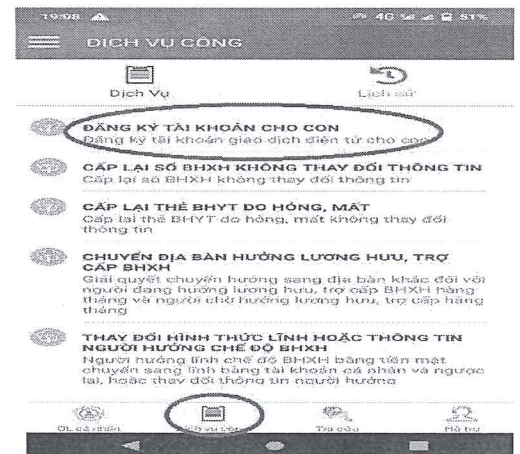 19:08 4G 51%
DỊCH VỤ CÔNG
Dịch Vụ Lịch sử
ĐĂNG KÝ TÀI KHOẢN CHO CON
Đăng ký tài khoản giao dịch điện tử cho con
CẤP LẠI SỔ BHXH KHÔNG THAY ĐỔI THÔNG TIN
Cấp lại sổ BHXH không thay đổi thông tin
CẤP LẠI THẺ BHYT DO HỎNG, MẤT
Cấp lại thẻ BHYT do hỏng, mất không thay đổi
thông tin
CHUYỂN ĐỊA BÀN HƯỞNG LƯƠNG HƯU, TRỢ
CẤP BHXH
Giải quyết chuyển hưởng sang địa bàn khác đối với
người đang hưởng lương hưu, trợ cấp BHXH hàng
tháng và người chờ hưởng lương hưu, trợ cấp hàng
tháng
THAY ĐỔI HÌNH THỨC LĨNH HOẶC THÔNG TIN
NGƯỜI HƯỞNG CHẾ ĐỘ BHXH
Người hưởng lĩnh chế độ BHXH bằng tiền mặt
chuyển sang lĩnh bằng tài khoản cá nhân và ngược
lại, hoặc thay đổi thông tin người hưởng
QL cá nhân Dịch vụ công Tra cứu Hỗ trợ